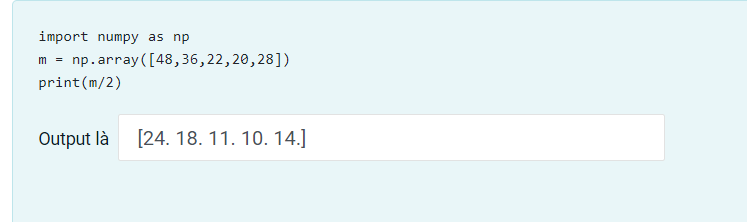 import numpy as np
m = np.array([48,36,22,20,28])
print(m/2)
Output là [24. 18. 11. 10. 14.]